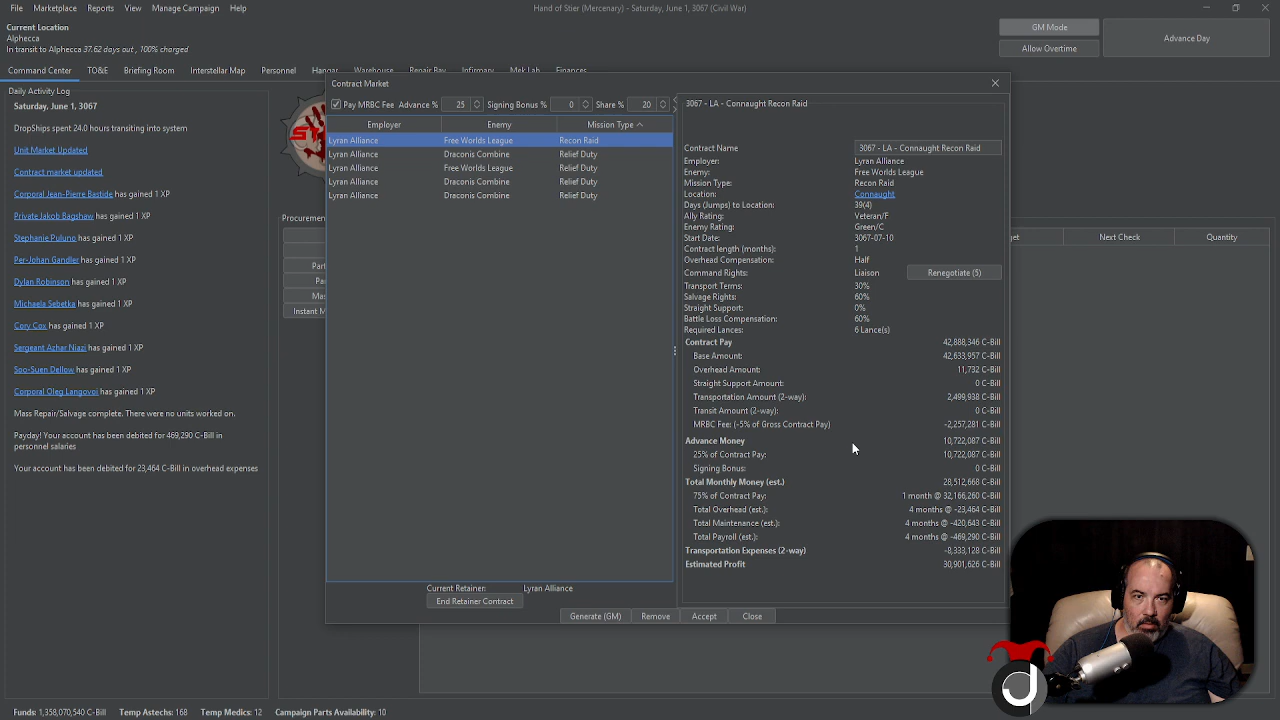 File Marketplace Reports View Manage Campaign Help
Hand of Stier (Mercenary) - Saturday, June 1, 3067 (Civil War)
Current Location
Alphecca
In transit to Alphecca 37.62 days out , 100% charged
GM Mode
Allow Overtime
Advance Day
Command Center TO&E Briefing Room Interstellar Map Personnel Hangar Warehouse Repair Bay Infirmary Mek Lab Finances
Daily Activity Log
Saturday, June 1, 3067
DropShips spent 24.0 hours transiting into system
Unit Market Updated
Contract market updated
Corporal Jean-Pierre Bastide has gained 1 XP
Private Jakob Bagshaw has gained 1 XP
Stephanie Puluno has gained 1 XP
Per-Johan Gandler has gained 1 XP
Dylan Robinson has gained 1 XP
Michaela Sebetka has gained 1 XP
Cory Cox has gained 1 XP
Sergeant Azhar Niazi has gained 1 XP
Soo-Suen Dellow has gained 1 XP
Corporal Oleg Langovoi has gained 1 XP
Mass Repair/Salvage complete. There were no units worked on.
Payday! Your account has been debited for 469,290 C-Bill in
personnel salaries
Your account has been debited for 23,464 C-Bill in overhead expenses
Procuremen
Par
Pa
Mas
Instant M
get Next Check Quantity
Contract Market
Pay MRBC Fee Advance % 25 Signing Bonus % 0 Share % 20
Employer Enemy Mission Type
Lyran Alliance Free Worlds League Recon Raid
Lyran Alliance Draconis Combine Relief Duty
Lyran Alliance Free Worlds League Relief Duty
Lyran Alliance Draconis Combine Relief Duty
Lyran Alliance Draconis Combine Relief Duty
Current Retainer: Lyran Alliance
End Retainer Contract
3067 - LA - Connaught Recon Raid
Contract Name 3067 - LA - Connaught Recon Raid
Employer: Lyran Alliance
Enemy: Free Worlds League
Mission Type: Recon Raid
Location: Connaught
Days (Jumps) to Location: 39(4)
Ally Rating: Veteran/F
Enemy Rating: Green/C
Start Date: 3067-07-10
Contract length (months): 1
Overhead Compensation: Half
Command Rights: Liaison Renegotiate (5)
Transport Terms: 30%
Salvage Rights: 60%
Straight Support: 0%
Battle Loss Compensation: 60%
Required Lances: 6 Lance(s)
Contract Pay 42,888,346 C-Bill
Base Amount: 42,633,957 C-Bill
Overhead Amount: 11,732 C-Bill
Straight Support Amount: 0 C-Bill
Transportation Amount (2-way): 2,499,938 C-Bill
Transit Amount (2-way): 0 C-Bill
MRBC Fee: (-5% of Gross Contract Pay) -2,257,281 C-Bill
Advance Money 10,722,087 C-Bill
25% of Contract Pay: 10,722,087 C-Bill
Signing Bonus: 0 C-Bill
Total Monthly Money (est.) 28,512,668 C-Bill
75% of Contract Pay: 1 month @ 32,166,260 C-Bill
Total Overhead (est.): 4 months @ -23,464 C-Bill
Total Maintenance (est.): 4 months @ -420,643 C-Bill
Total Payroll (est.): 4 months @ -469,290 C-Bill
Transportation Expenses (2-way) -8,333,128 C-Bill
Estimated Profit 30,901,626 C-Bill
Generate (GM) Remove Accept Close
Funds: 1,358,070,540 C-Bill Temp Astechs: 168 Temp Medics: 12 Campaign Parts Availability: 10